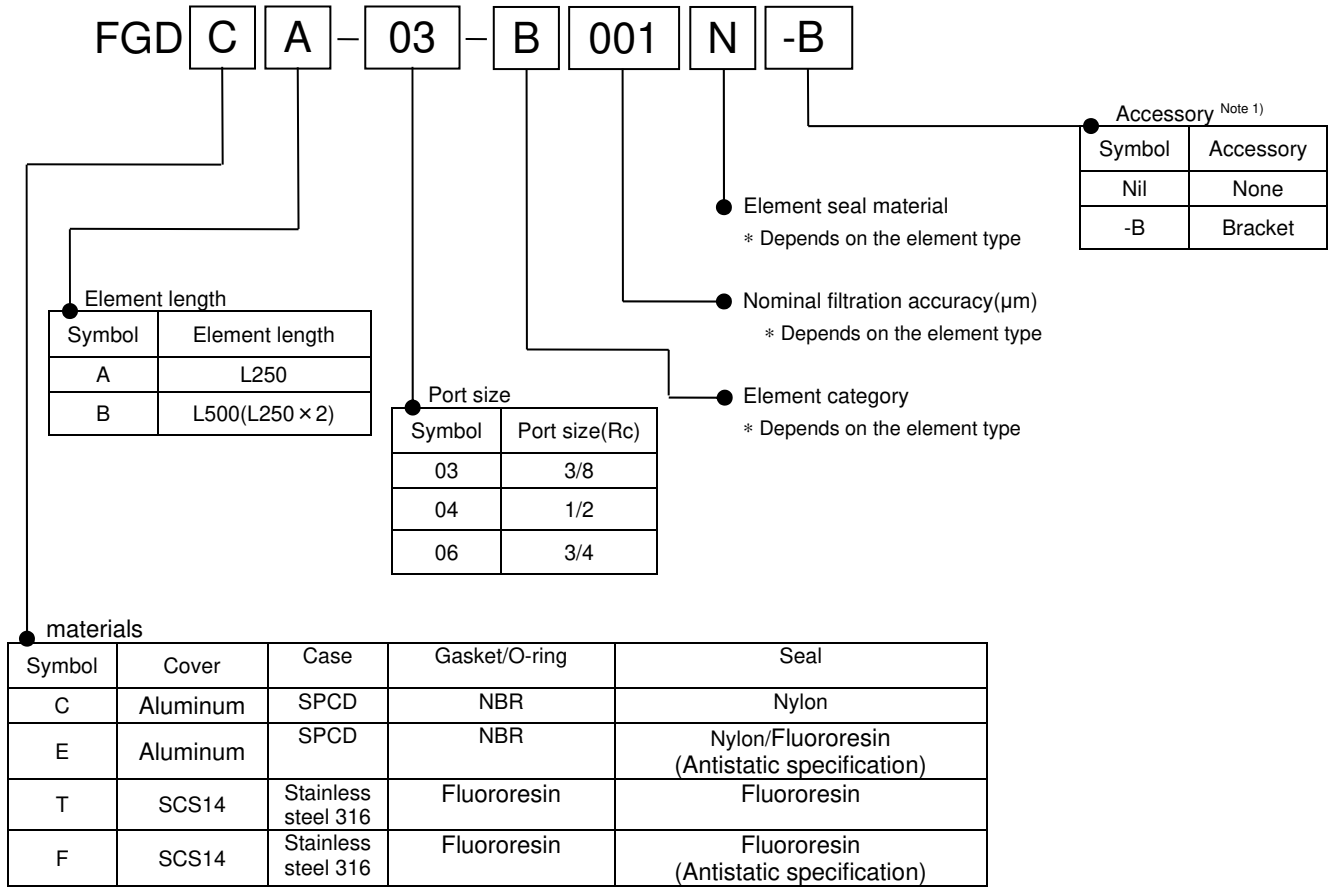 FGD C A – 03 – B 001 N -B
Accessory Note 1)
Symbol Accessory
Nil None
-B Bracket
Element seal material
* Depends on the element type
Nominal filtration accuracy(μm)
* Depends on the element type
Element category
* Depends on the element type
Element length
Symbol Element length
A L250
B L500(L250×2)
Port size
Symbol Port size(Rc)
03 3/8
04 1/2
06 3/4
materials
Symbol Cover Case Gasket/O-ring Seal
C Aluminum SPCD NBR Nylon
E Aluminum SPCD NBR Nylon/Fluororesin
(Antistatic specification)
T SCS14 Stainless
steel 316 Fluororesin Fluororesin
F SCS14 Stainless
steel 316 Fluororesin Fluororesin
(Antistatic specification)